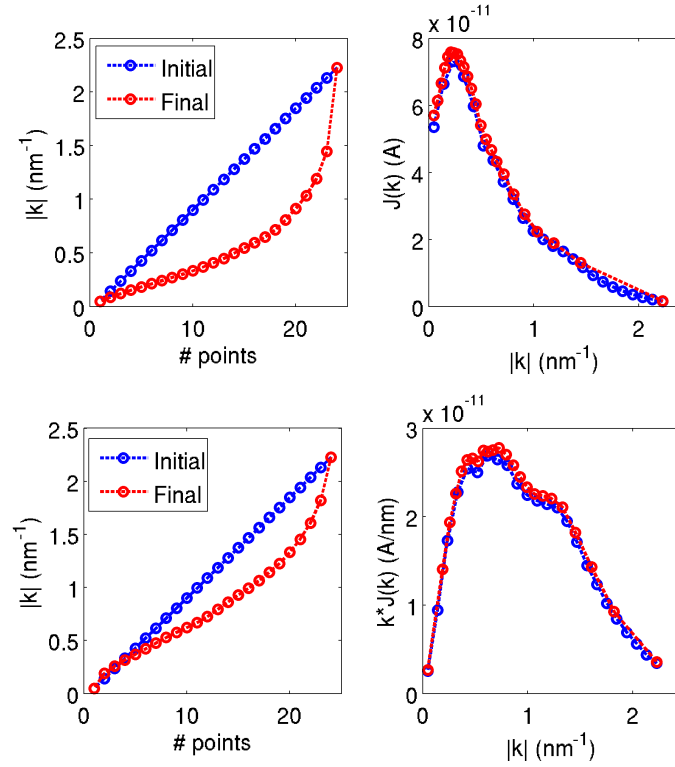 x 10⁻¹¹
2.5
2
1.5
1
0.5
0
|k| (nm⁻¹)
0
10
20
# points
Initial
Final
8
6
4
2
0
J(k) (A)
0
1
2
|k| (nm⁻¹)
x 10⁻¹¹
2.5
2
1.5
1
0.5
0
|k| (nm⁻¹)
0
10
20
# points
Initial
Final
3
2
1
0
k*J(k) (A/nm)
0
1
2
|k| (nm⁻¹)